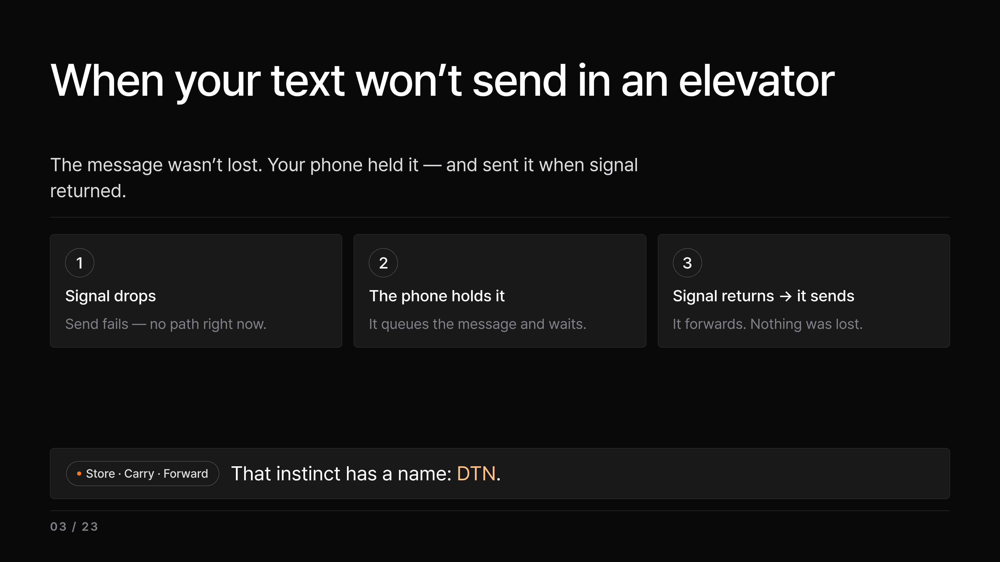 When your text won’t send in an elevator
The message wasn’t lost. Your phone held it — and sent it when signal
returned.
1
Signal drops
Send fails — no path right now.
2
The phone holds it
It queues the message and waits.
3
Signal returns → it sends
It forwards. Nothing was lost.
Store · Carry · Forward
That instinct has a name: DTN.
03 / 23